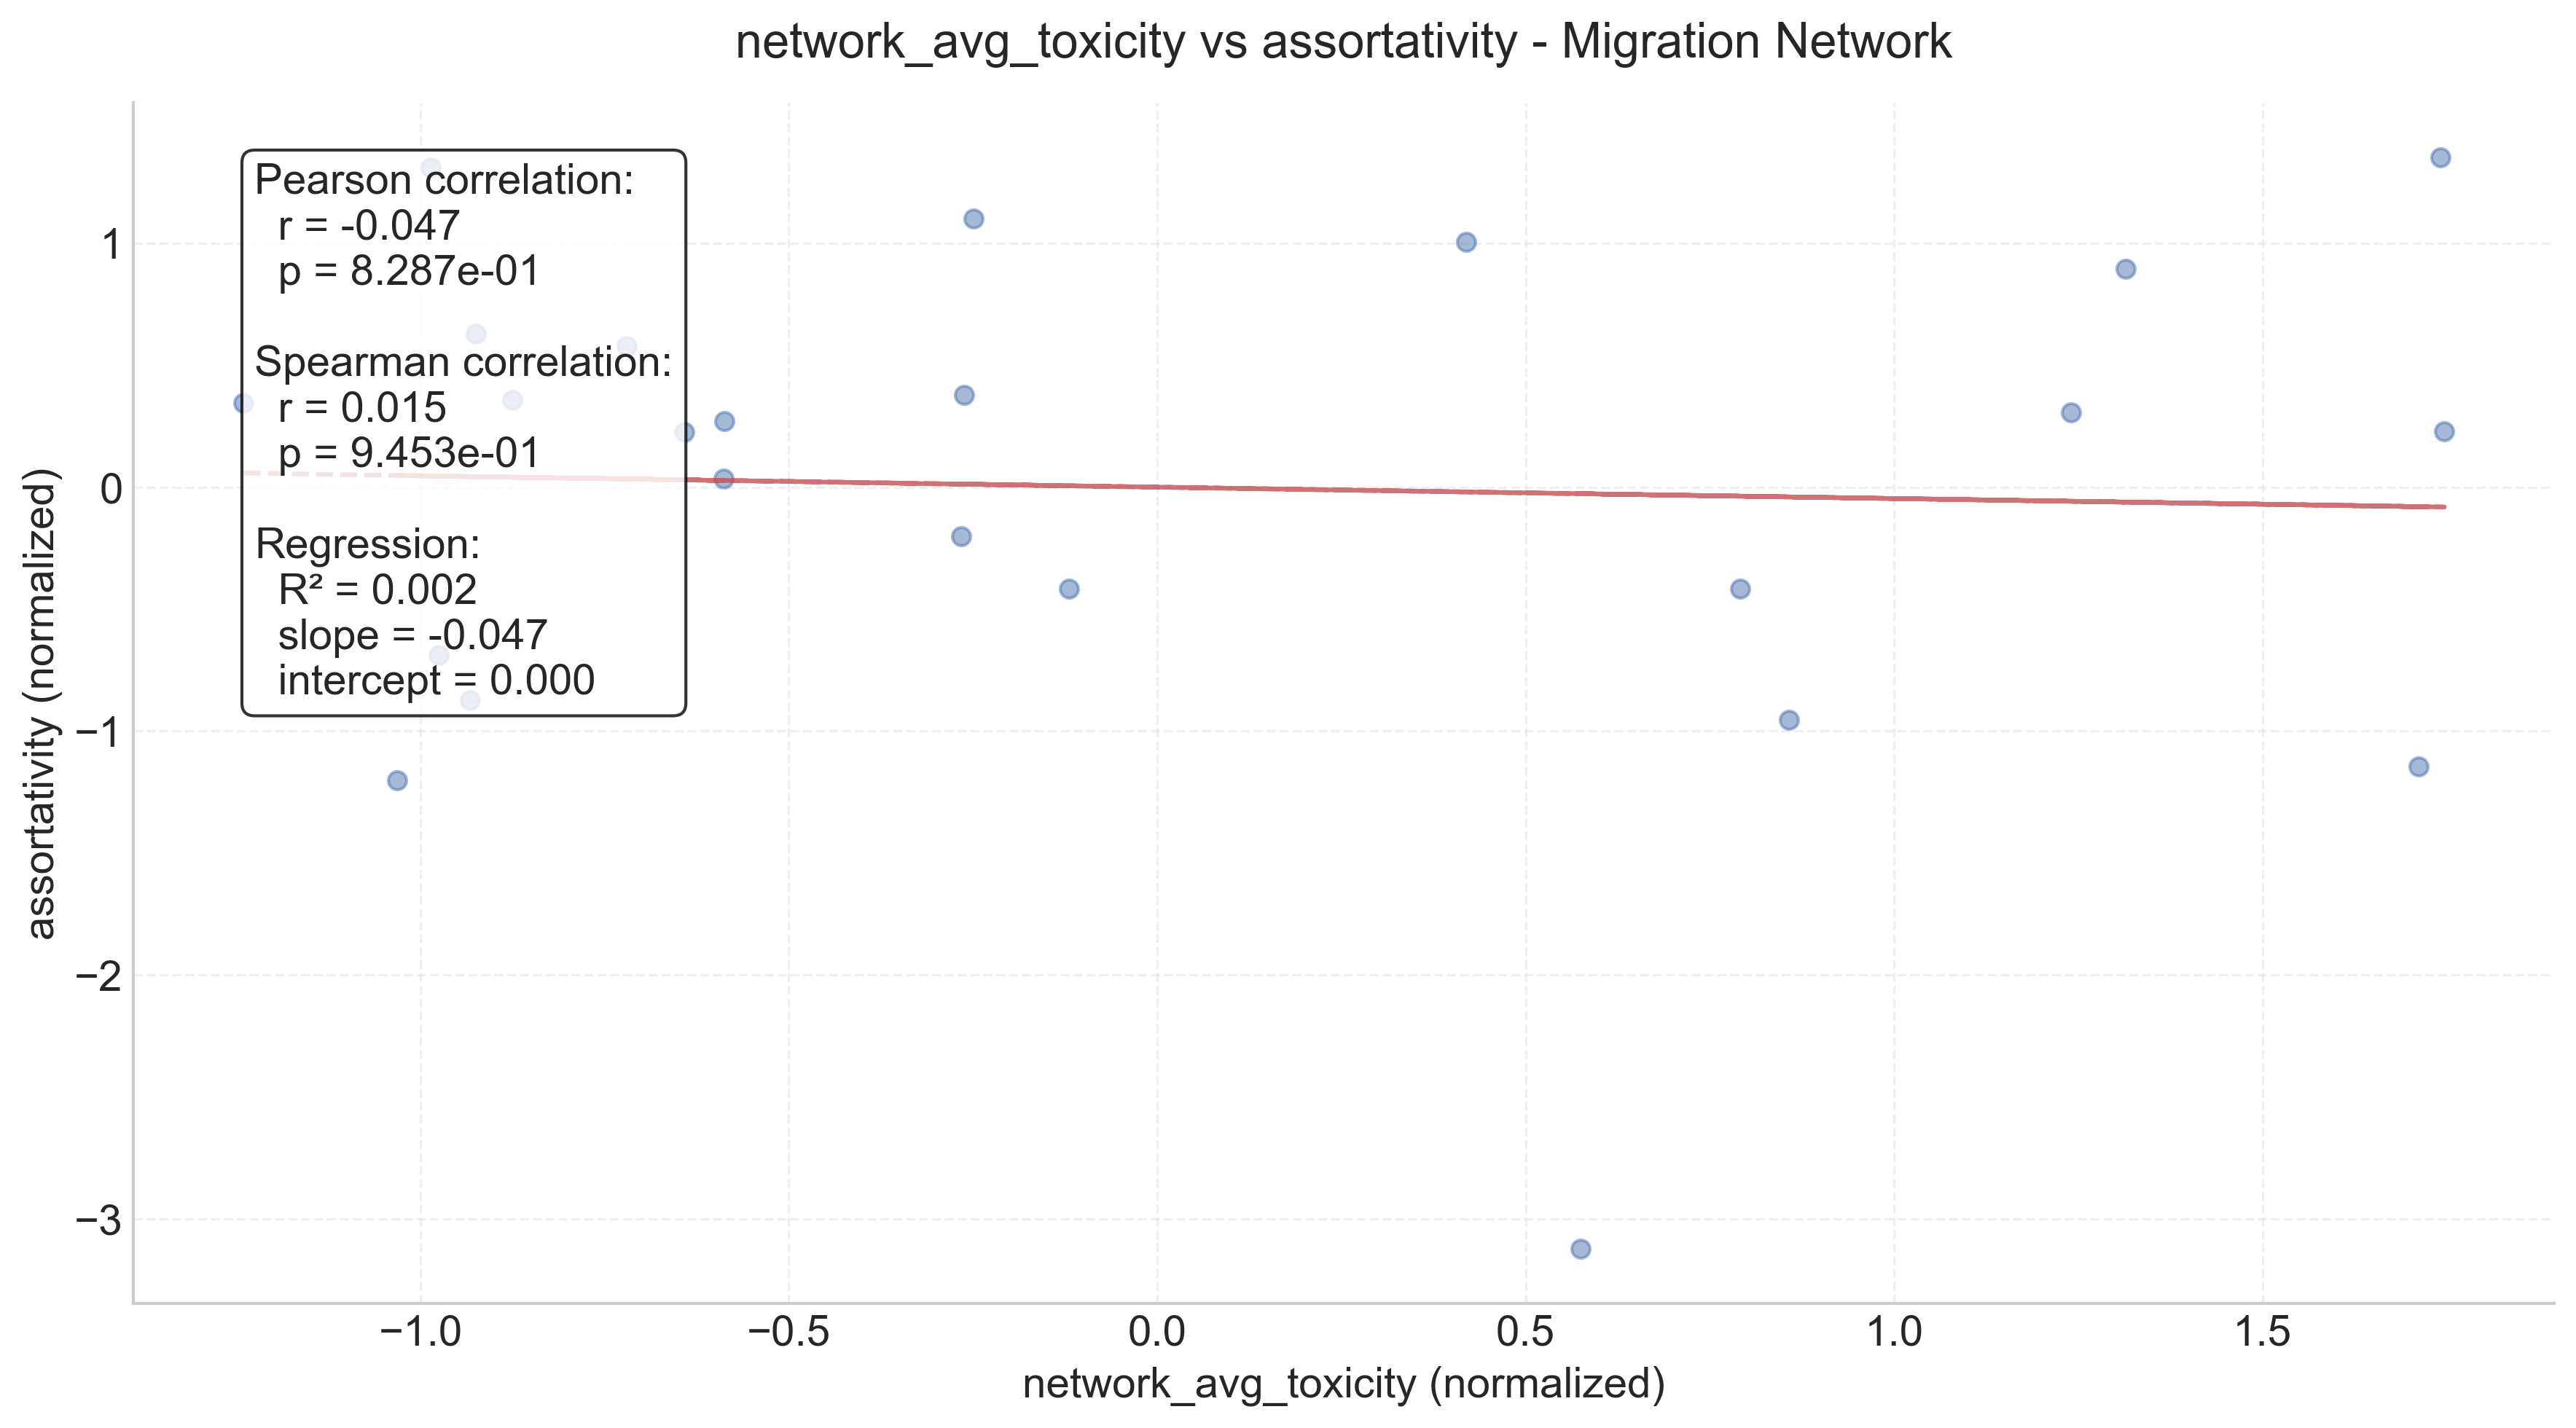 network_avg_toxicity vs assortativity - Migration Network
Pearson correlation:
r = -0.047
p = 8.287e-01
Spearman correlation:
r = 0.015
p = 9.453e-01
Regression:
R² = 0.002
slope = -0.047
intercept = 0.000
assortativity (normalized)
1
0
−1
−2
−3
−1.0
−0.5
0.0
0.5
1.0
1.5
network_avg_toxicity (normalized)